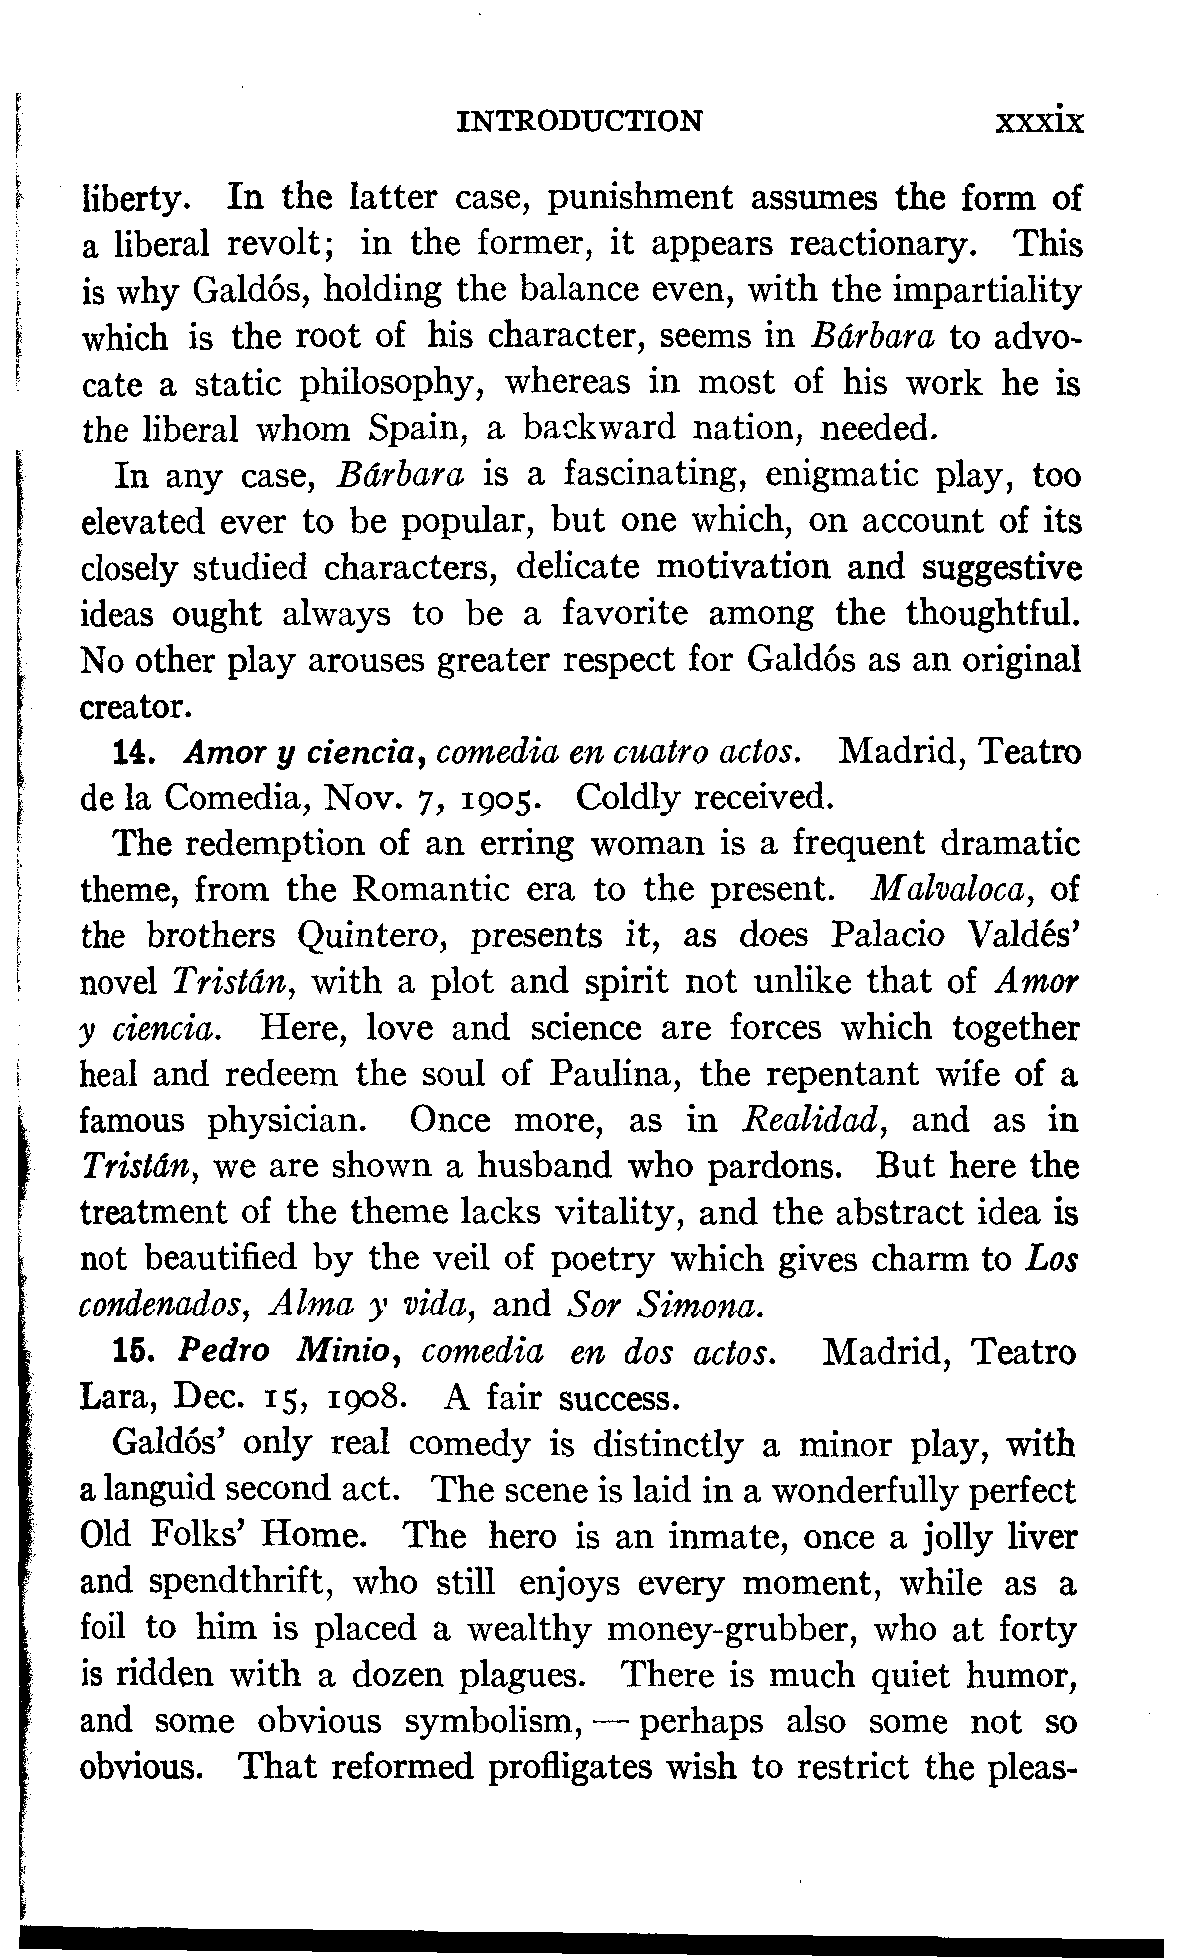 INTRODUCTION xxxix
liberty. In the latter case, punishment assumes the form of
a liberal revolt; in the former, it appears reactionary. This
is why Galdós, holding the balance even, with the impartiality
which is the root of his character, seems in Bárbara to advo-
cate a static philosophy, whereas in most of his work he is
the liberal whom Spain, a backward nation, needed.
In any case, Bárbara is a fascinating, enigmatic play, too
elevated ever to be popular, but one which, on account of its
closely studied characters, delicate motivation and suggestive
ideas ought always to be a favorite among the thoughtful.
No other play arouses greater respect for Galdós as an original
creator.
14. Amor y ciencia, comedia en cuatro actos. Madrid, Teatro
de la Comedia, Nov. 7, 1905. Coldly received.
The redemption of an erring woman is a frequent dramatic
theme, from the Romantic era to the present. Malvaloca, of
the brothers Quintero, presents it, as does Palacio Valdés'
novel Tristán, with a plot and spirit not unlike that of Amor
y ciencia. Here, love and science are forces which together
heal and redeem the soul of Paulina, the repentant wife of a
famous physician. Once more, as in Realidad, and as in
Tristán, we are shown a husband who pardons. But here the
treatment of the theme lacks vitality, and the abstract idea is
not beautified by the veil of poetry which gives charm to Los
condenados, Alma y vida, and Sor Simona.
15. Pedro Minio, comedia en dos actos. Madrid, Teatro
Lara, Dec. 15, 1908. A fair success.
Galdós' only real comedy is distinctly a minor play, with
a languid second act. The scene is laid in a wonderfully perfect
Old Folks' Home. The hero is an inmate, once a jolly liver
and spendthrift, who still enjoys every moment, while as a
foil to him is placed a wealthy money-grubber, who at forty
is ridden with a dozen plagues. There is much quiet humor,
and some obvious symbolism, — perhaps also some not so
obvious. That reformed profligates wish to restrict the pleas-